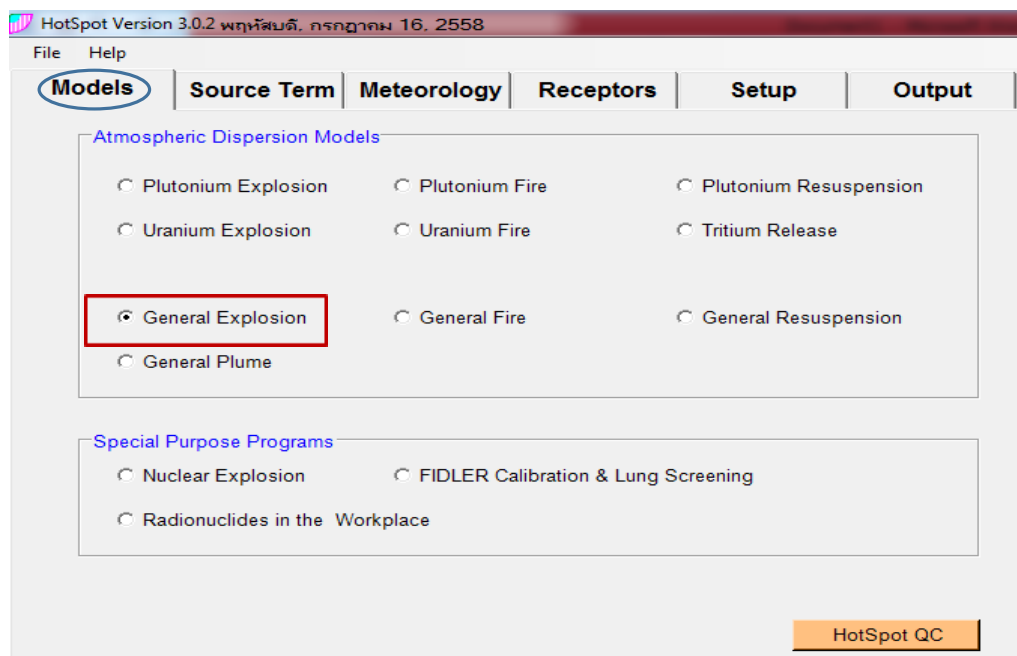 HotSpot Version 3.0.2 พฤหัสบดี, กรกฎาคม 16, 2558
File Help
Models Source Term Meteorology Receptors Setup Output
Atmospheric Dispersion Models
Plutonium Explosion Plutonium Fire Plutonium Resuspension
Uranium Explosion Uranium Fire Tritium Release
General Explosion General Fire General Resuspension
General Plume
Special Purpose Programs
Nuclear Explosion FIDLER Calibration & Lung Screening
Radionuclides in the Workplace
HotSpot QC